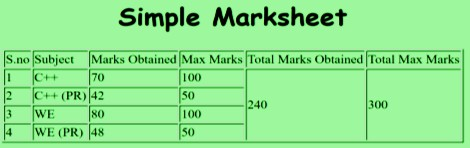 Simple Marksheet
S.no Subject Marks Obtained Max Marks Total Marks Obtained Total Max Marks
1 C++ 70 100
2 C++ (PR) 42 50
240 300
3 WE 80 100
4 WE (PR) 48 50